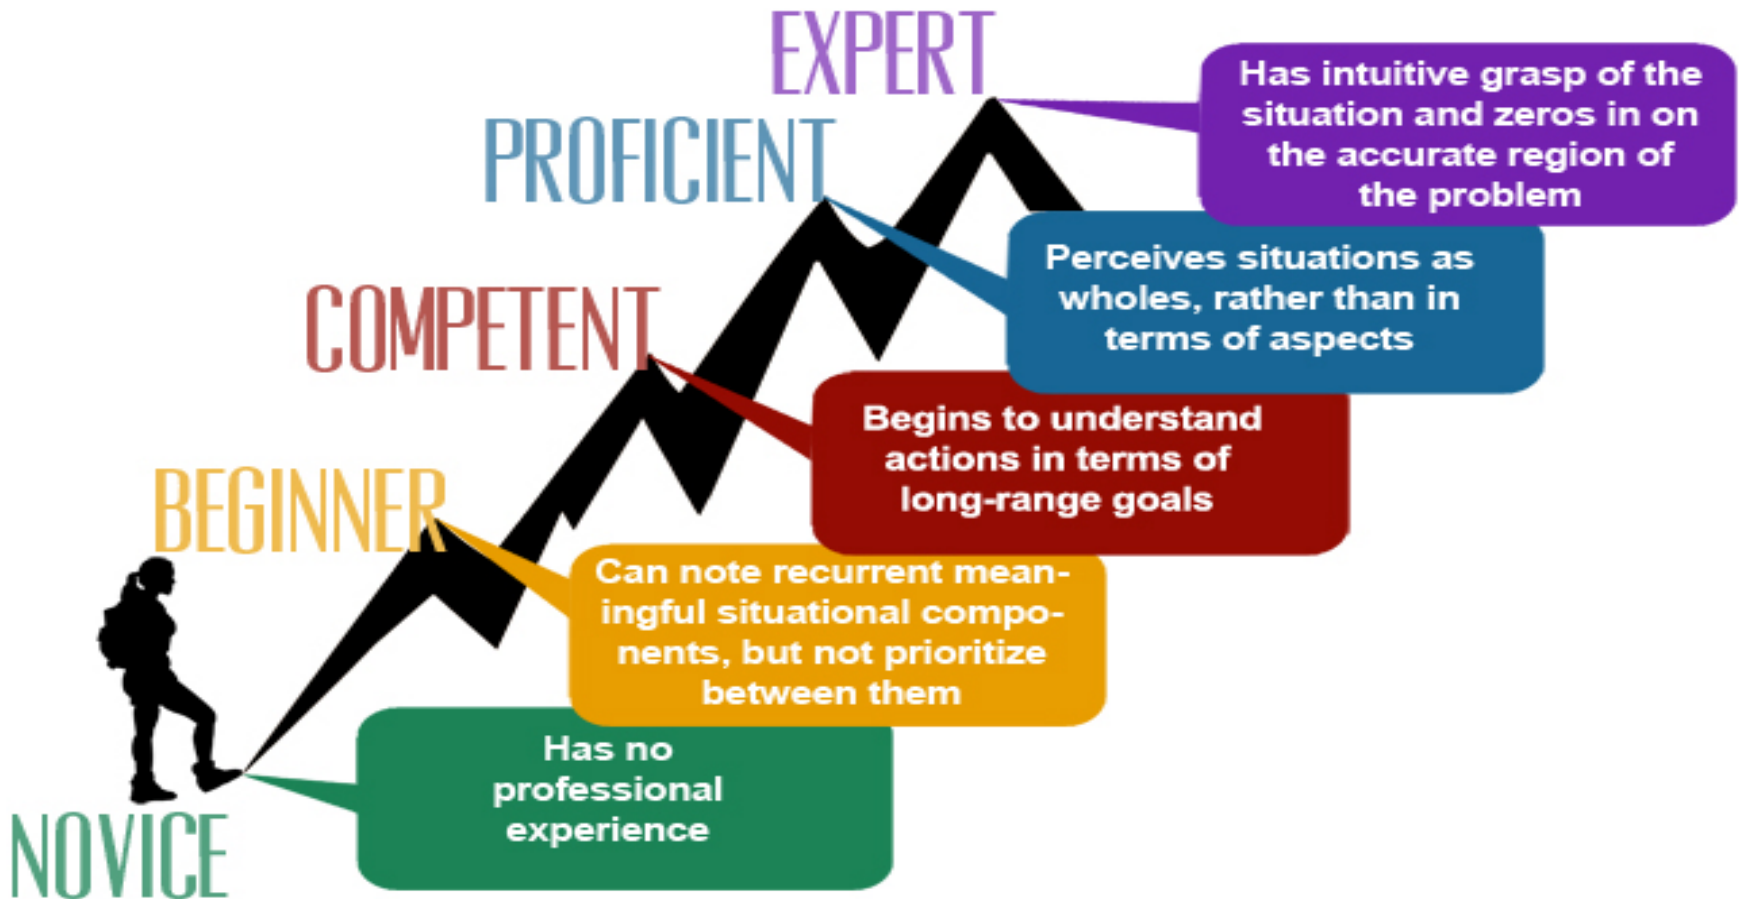 EXPERT
Has intuitive grasp of the
situation and zeros in on
the accurate region of
the problem
PROFICIENT
Perceives situations as
wholes, rather than in
terms of aspects
COMPETENT
Begins to understand
actions in terms of
long-range goals
BEGINNER
Can note recurrent mean-
ingful situational compo-
nents, but not prioritize
between them
NOVICE
Has no
professional
experience